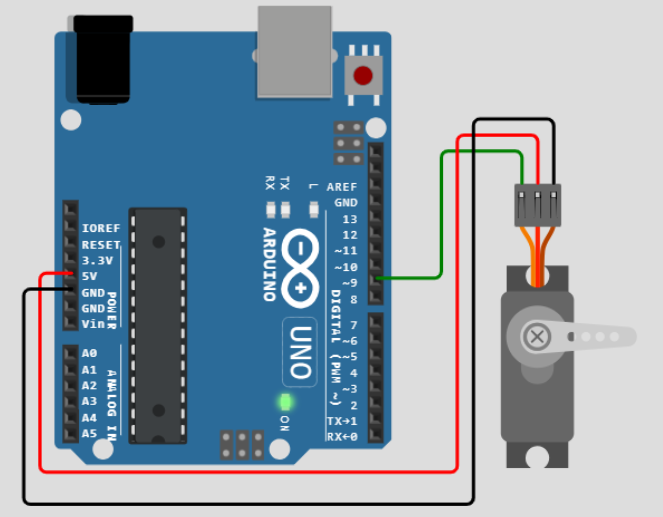 RX
TX
L
AREF
GND
13
12
~11
~10
~9
8
7
~6
~5
4
~3
2
TX→1
RX←0
DIGITAL (PWM ~)
ARDUINO
UNO
ON
IOREF
RESET
3.3V
5V
GND
GND
Vin
POWER
A0
A1
A2
A3
A4
A5
ANALOG IN